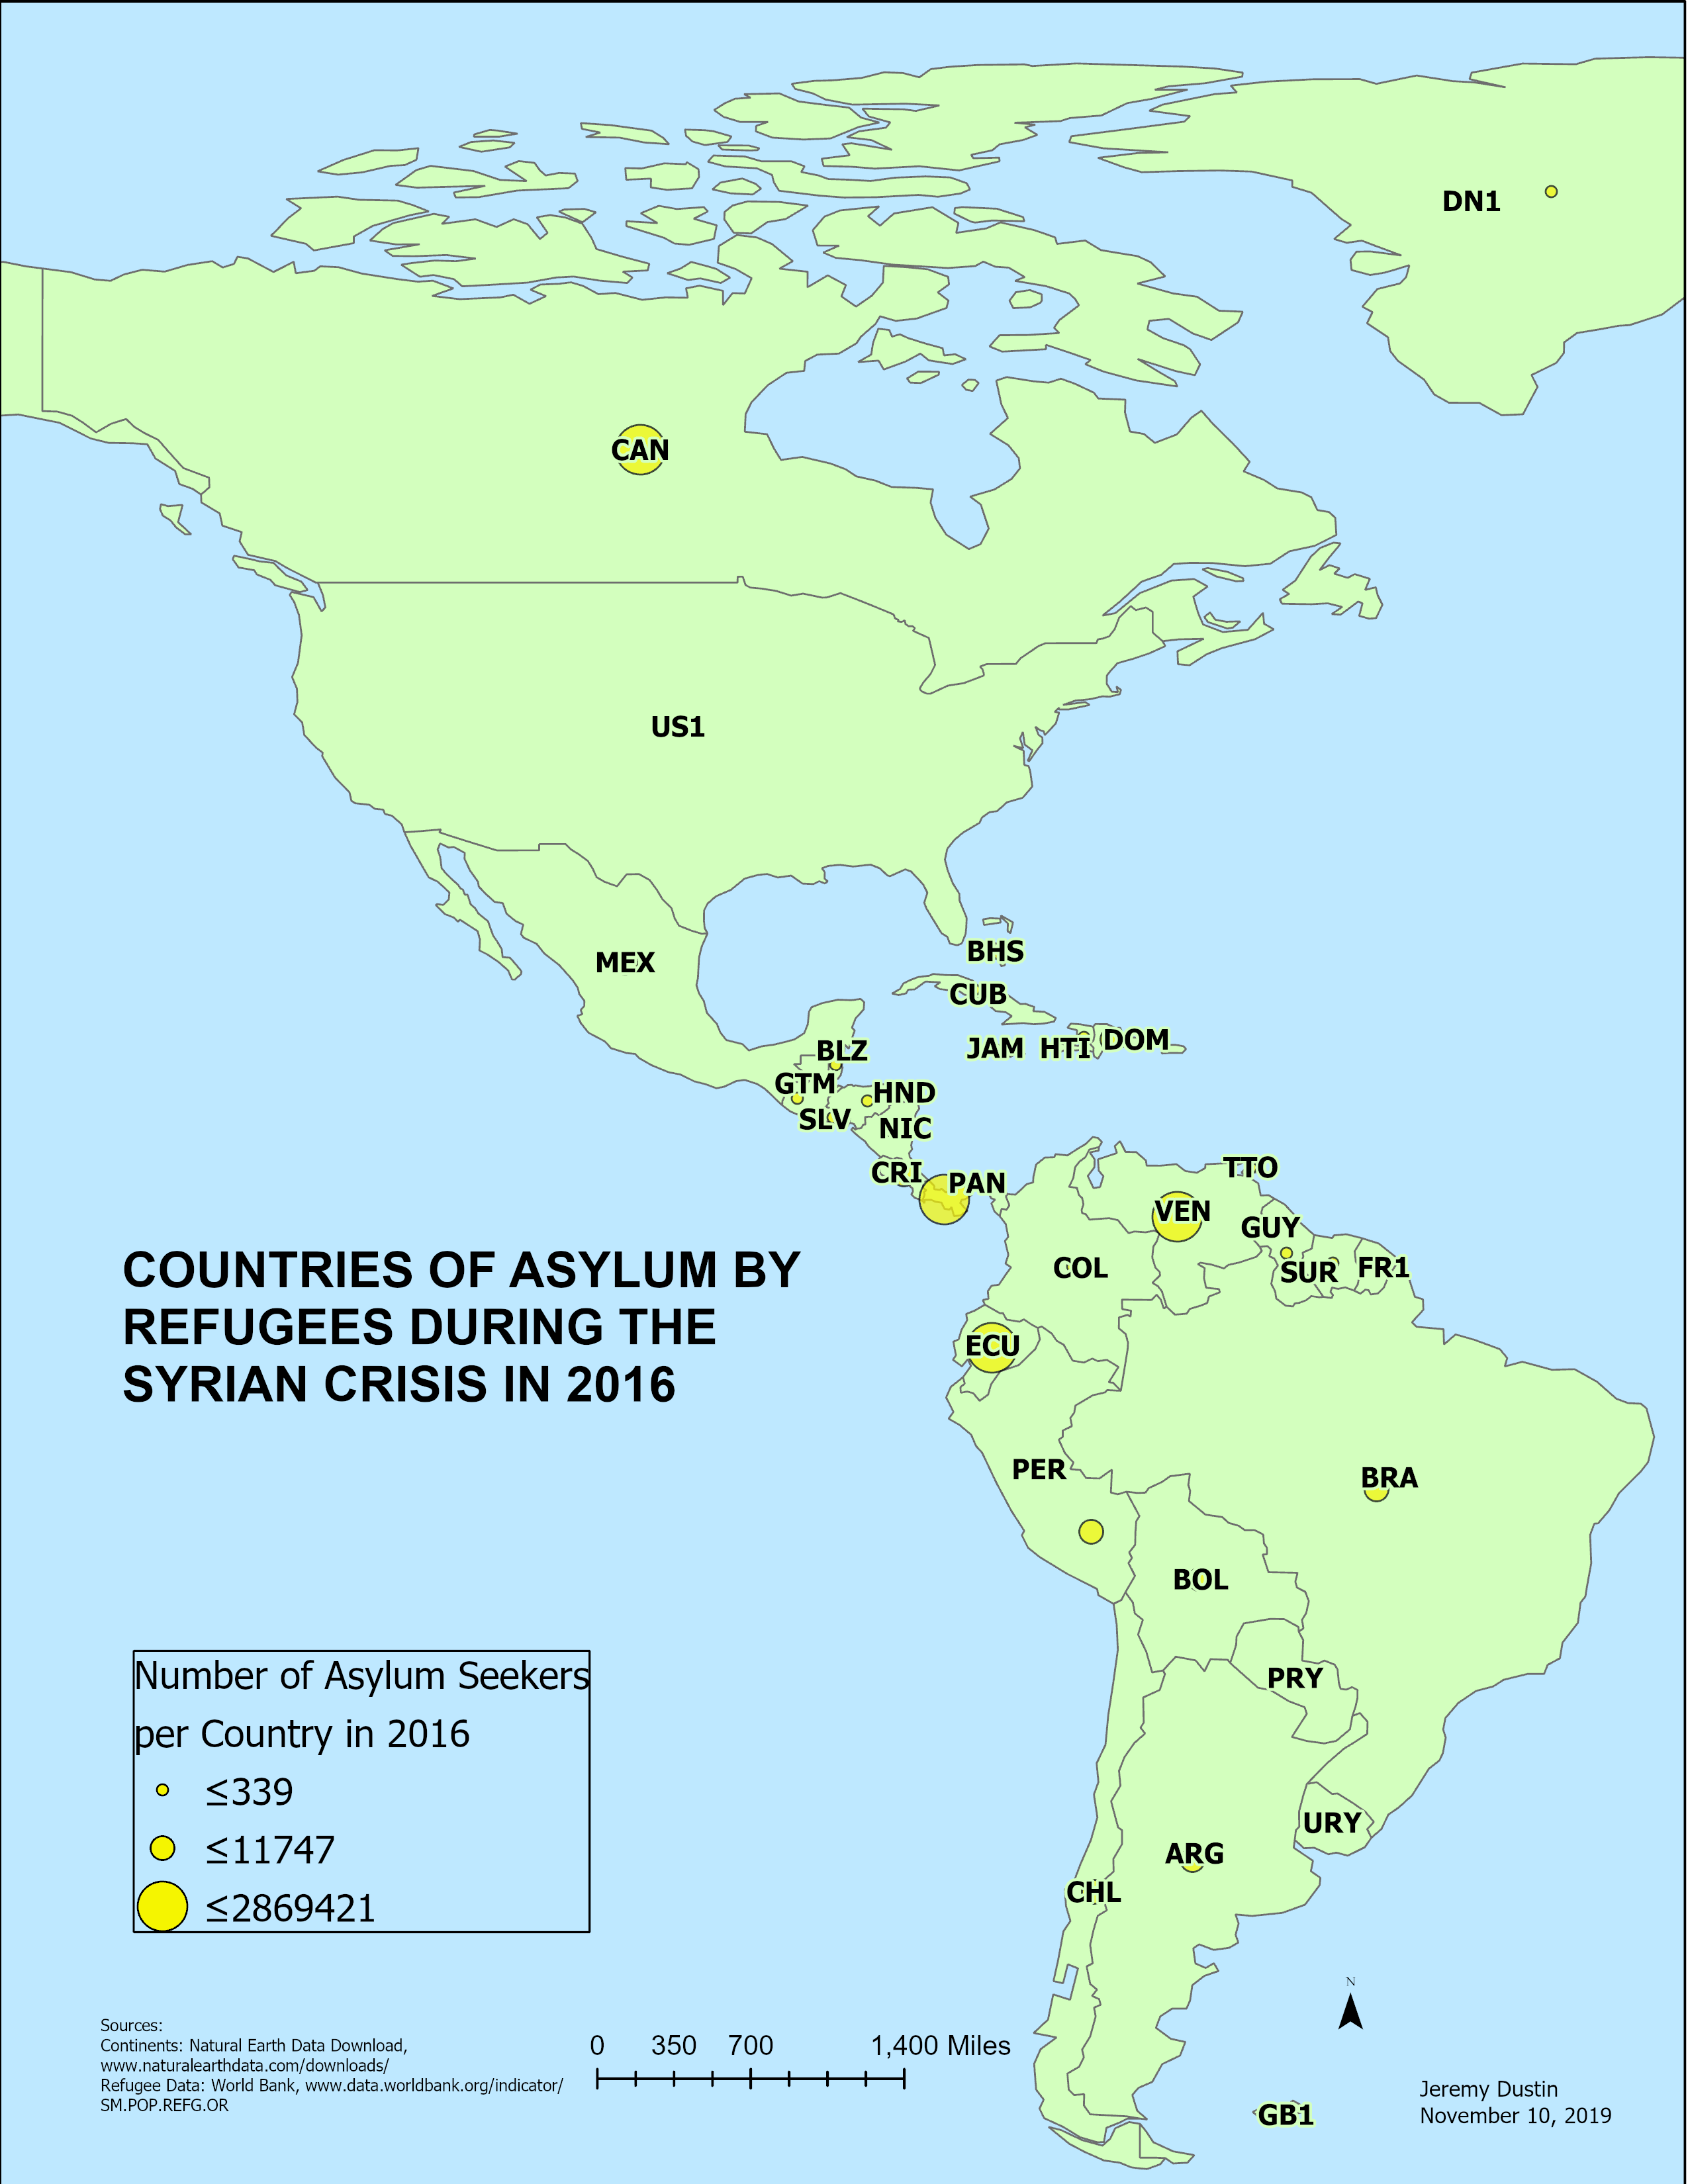 DN1
CAN
US1
MEX
BHS
CUB
JAM HTI DOM
BLZ
GTM
HND
SLV
NIC
CRI
PAN
TTO
VEN
GUY
COL
SUR
FR1
ECU
COUNTRIES OF ASYLUM BY
REFUGEES DURING THE
SYRIAN CRISIS IN 2016
PER
BRA
BOL
PRY
URY
ARG
CHL
Number of Asylum Seekers
per Country in 2016
≤339
≤11747
≤2869421
N
Sources:
Continents: Natural Earth Data Download,
www.naturalearthdata.com/downloads/
Refugee Data: World Bank, www.data.worldbank.org/indicator/
SM.POP.REFG.OR
0 350 700 1,400 Miles
GB1
Jeremy Dustin
November 10, 2019